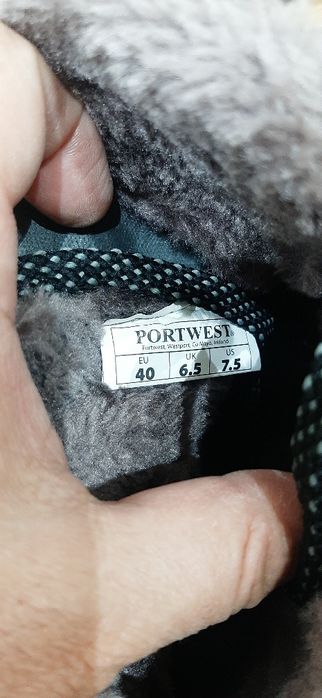 PORTWEST
Portwest, Westport, Co Mayo, Ireland
EU UK US
40 6.5 7.5